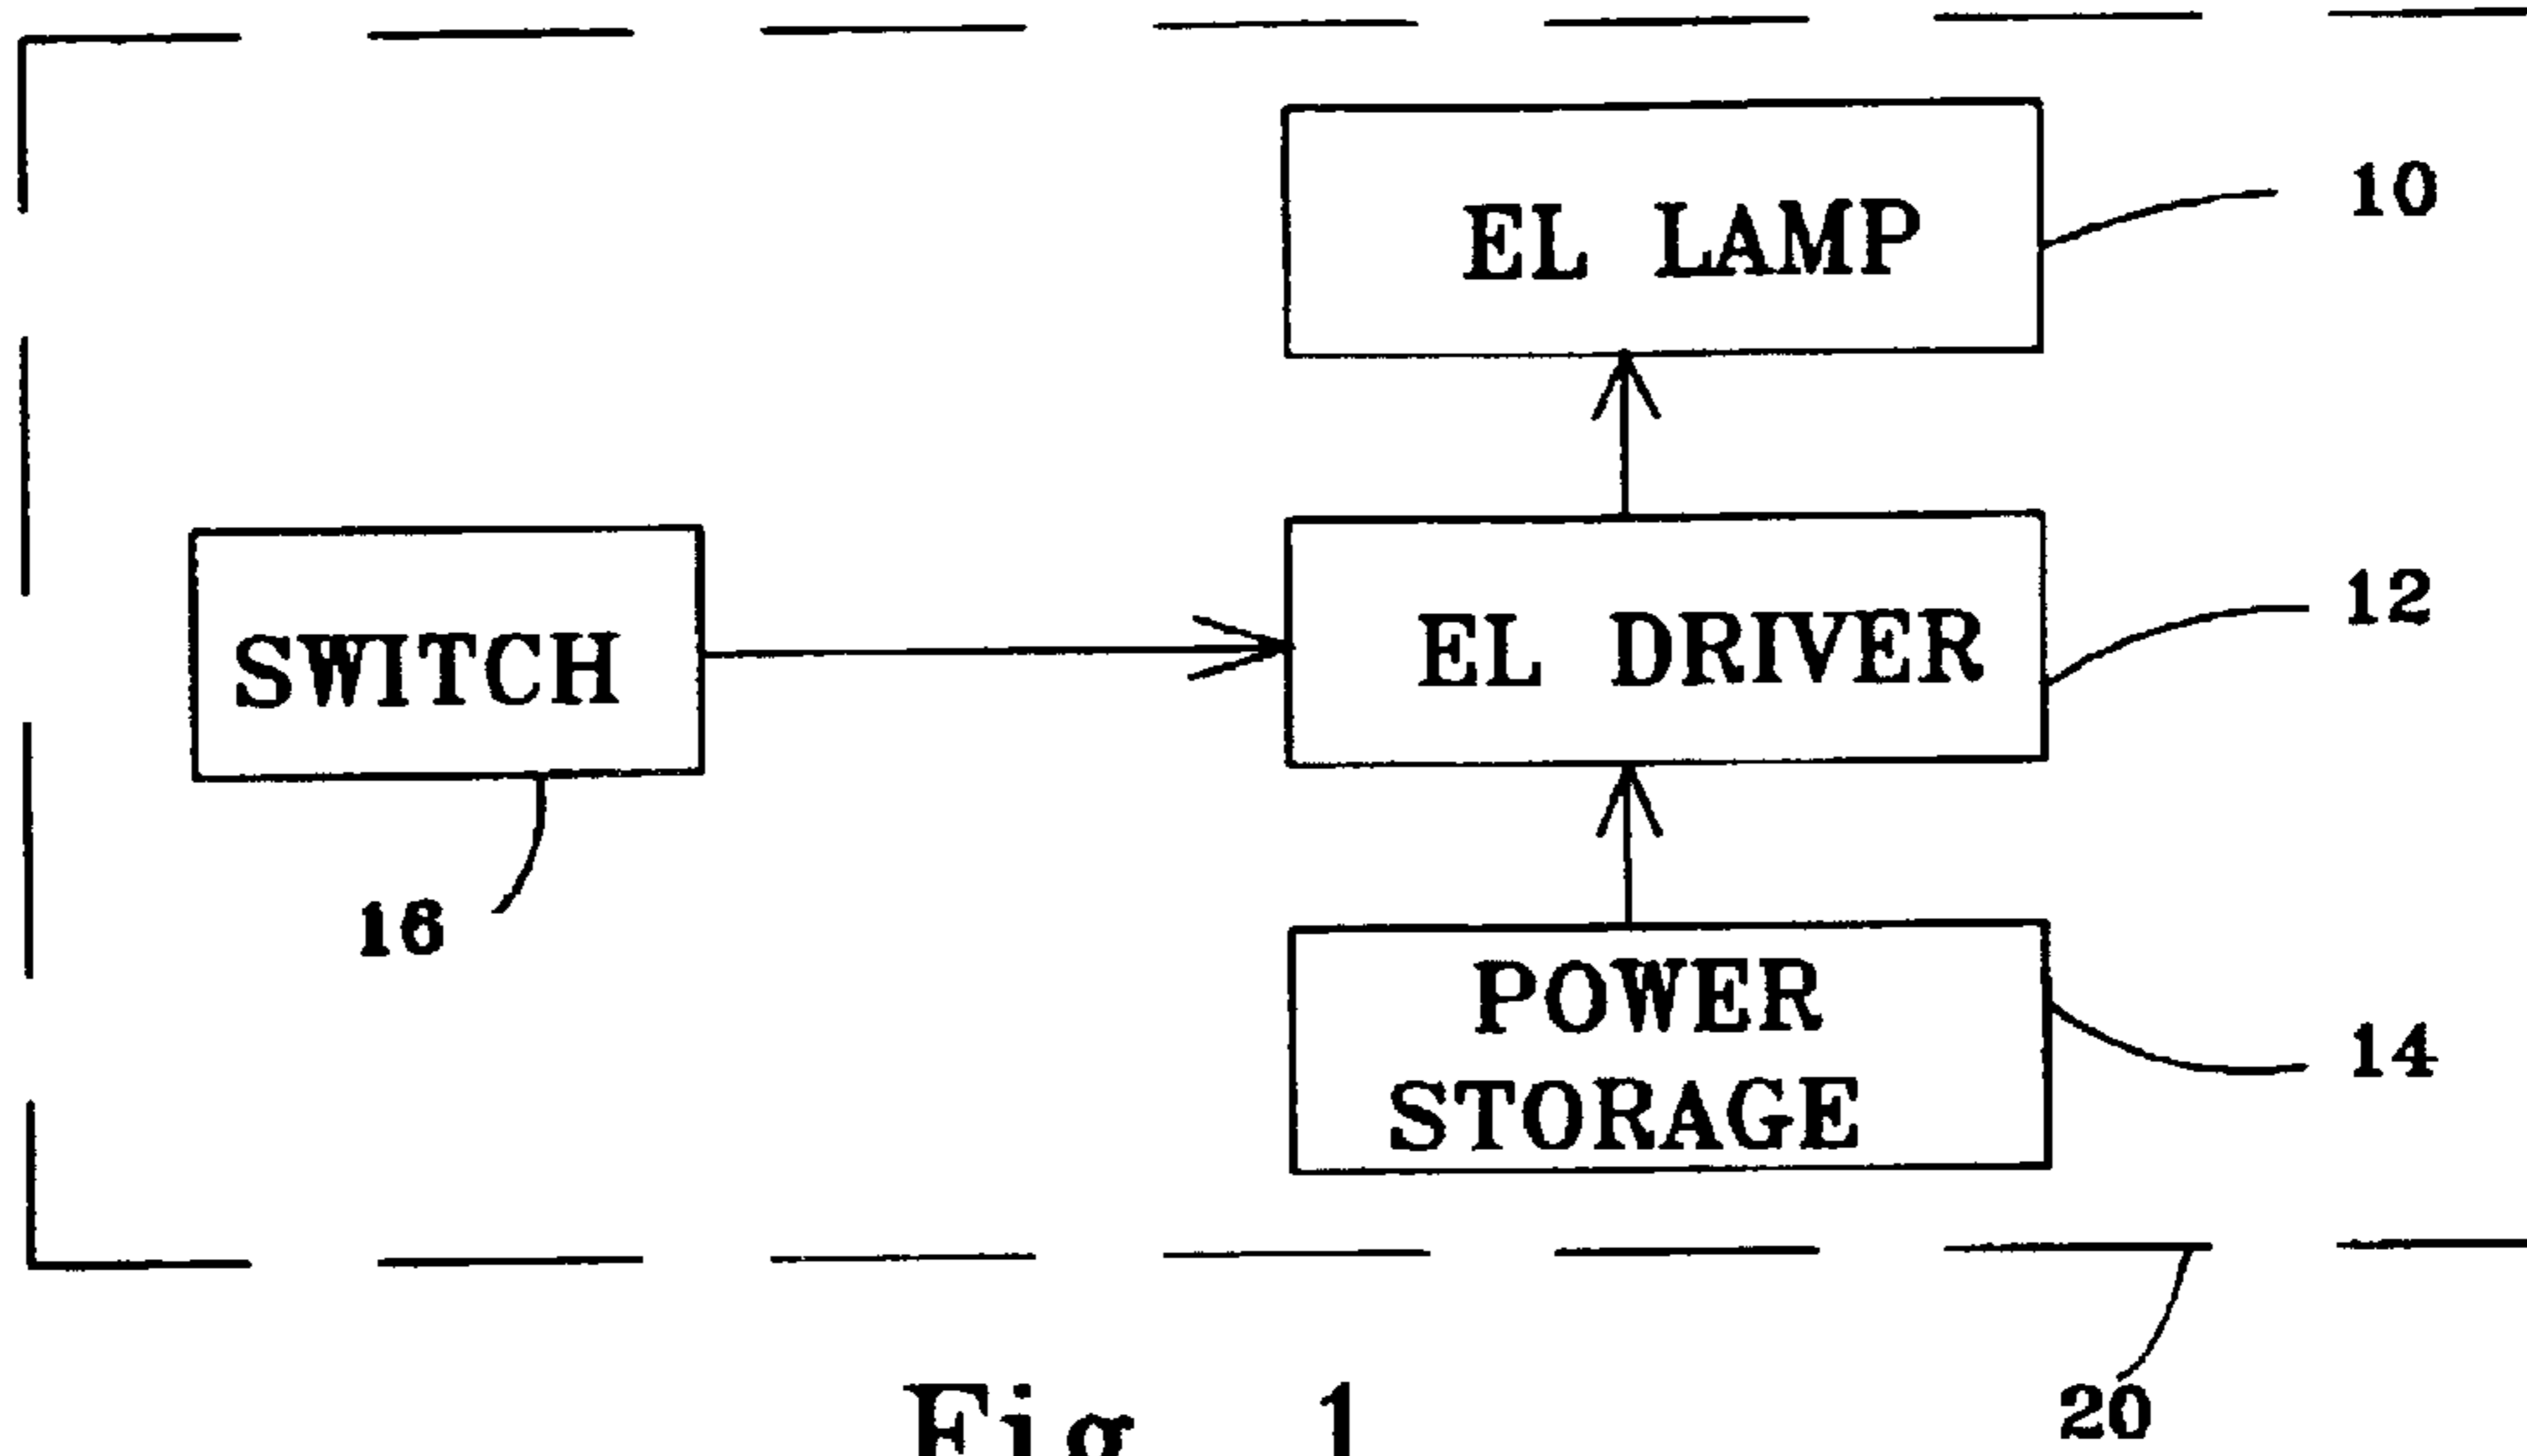 EL LAMP
10
SWITCH
EL DRIVER
12
16
POWER
STORAGE
14
20
Fig 1